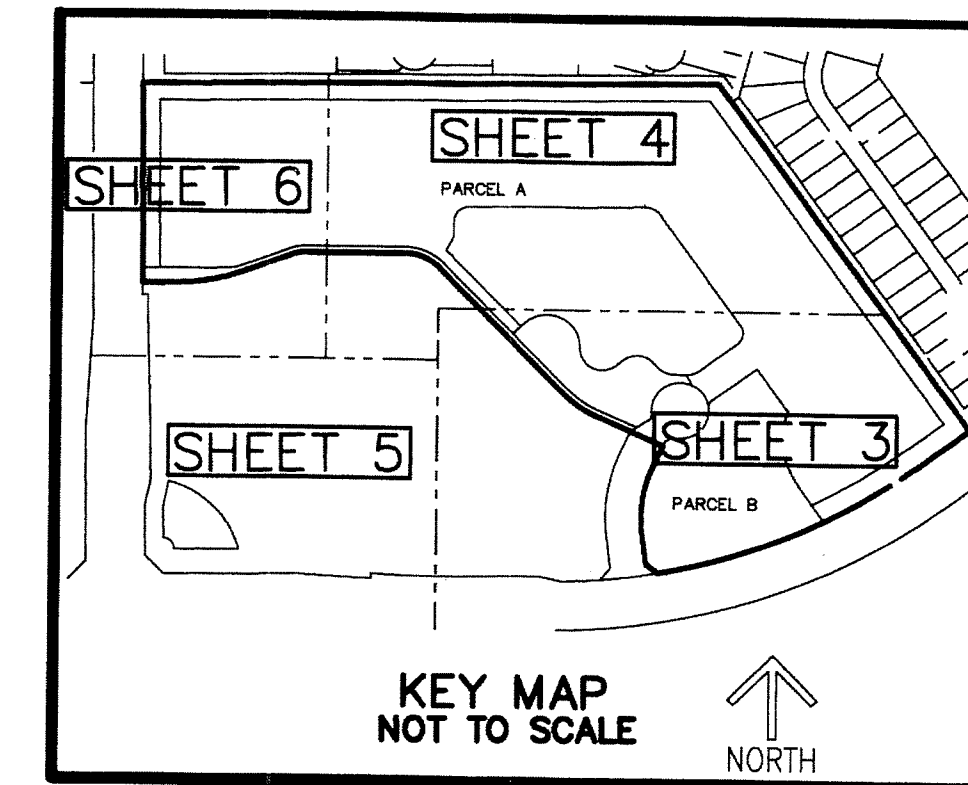 SHEET 4
SHEET 6
PARCEL A
SHEET 3
SHEET 5
PARCEL B
KEY MAP
NOT TO SCALE
NORTH